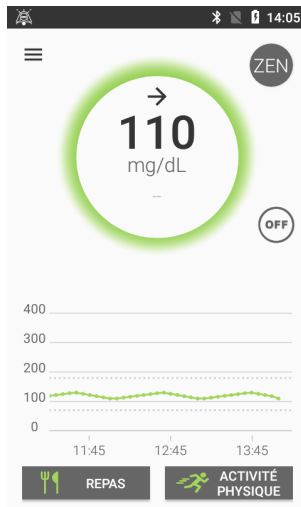 14:05
ZEN
110
mg/dL
--
OFF
400
300
200
100
0
11:45
12:45
13:45
REPAS
ACTIVITÉ
PHYSIQUE